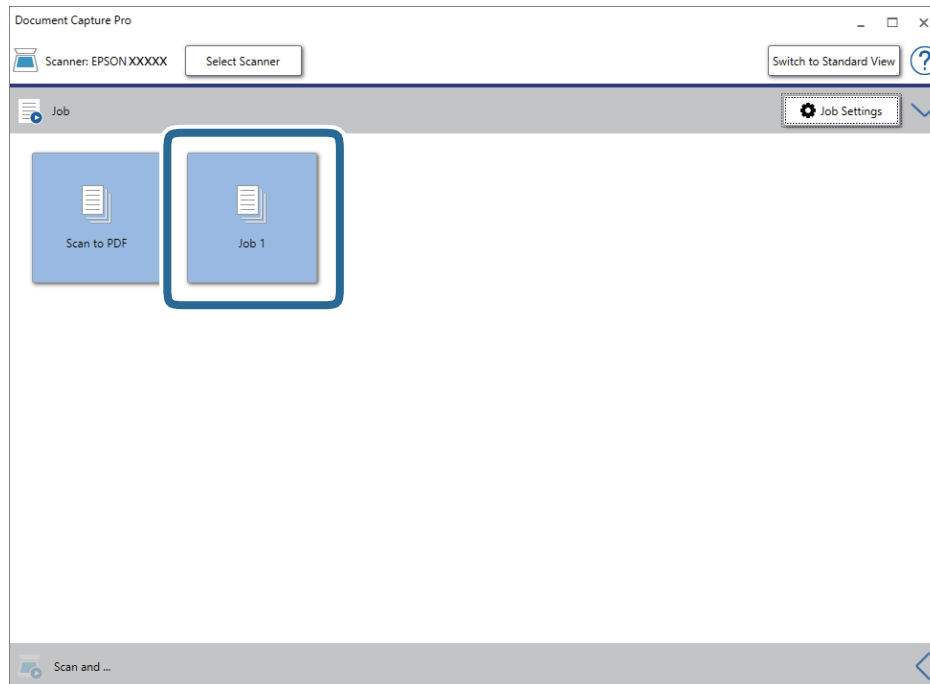 Document Capture Pro
Scanner: EPSON XXXXX Select Scanner Switch to Standard View ?
Job Job Settings
Scan to PDF Job 1
Scan and ...